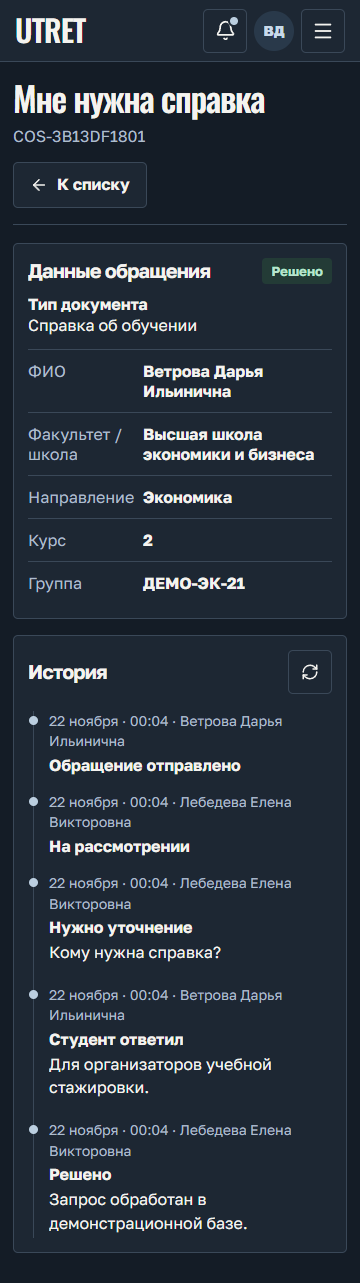 UTRET
ВД
Мне нужна справка
COS-3B13DF1801
К списку
Данные обращения
Решено
Тип документа
Справка об обучении
ФИО
Ветрова Дарья
Ильинична
Факультет /
школа
Высшая школа
экономики и бизнеса
Направление
Экономика
Курс
2
Группа
ДЕМО-ЭК-21
История
22 ноября · 00:04 · Ветрова Дарья
Ильинична
Обращение отправлено
22 ноября · 00:04 · Лебедева Елена
Викторовна
На рассмотрении
22 ноября · 00:04 · Лебедева Елена
Викторовна
Нужно уточнение
Кому нужна справка?
22 ноября · 00:04 · Ветрова Дарья
Ильинична
Студент ответил
Для организаторов учебной
стажировки.
22 ноября · 00:04 · Лебедева Елена
Викторовна
Решено
Запрос обработан в
демонстрационной базе.